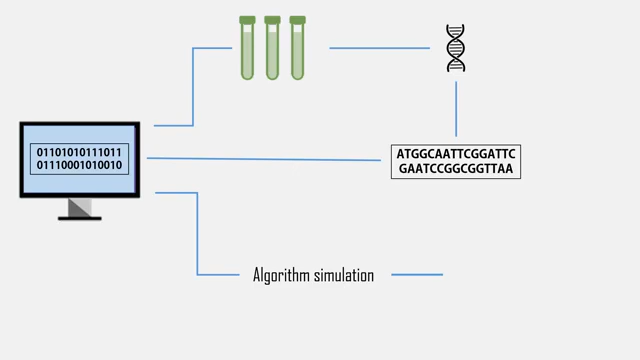 01101010111011
01110001010010
ATGGCAATTCGGATTC
GAATCCGGCGGTTAA
Algorithm simulation